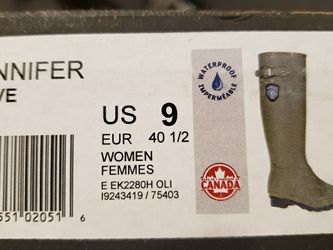 NNIFER
VE
WATERPROOF
IMPERMÉABLE
US 9
EUR 40 1/2
WOMEN
FEMMES
E EK2280H OLI
I9243419 / 75403
CANADA
551 02051 6